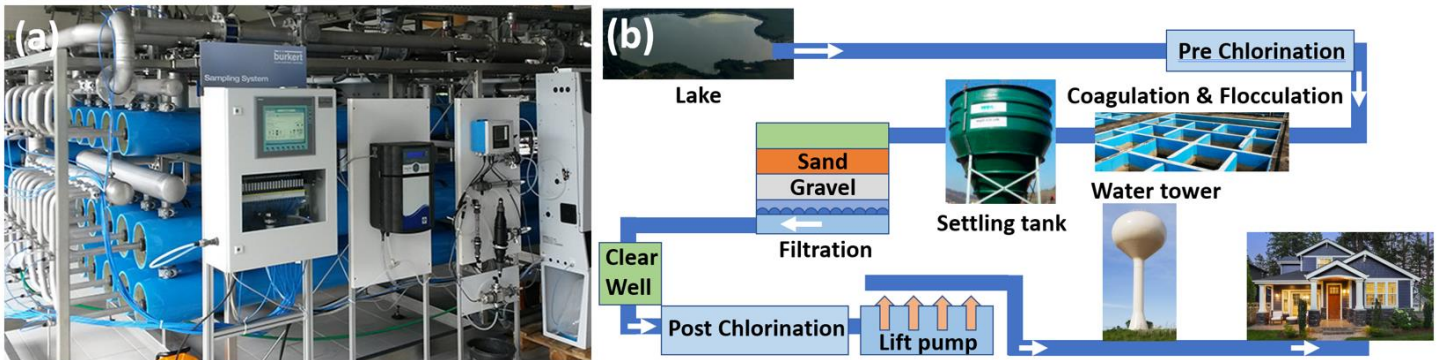 (a)
burkert
Sampling System
(b)
Lake
Pre Chlorination
Coagulation & Flocculation
Sand
Gravel
Filtration
Settling tank
Water tower
Clear
Well
Post Chlorination
Lift pump